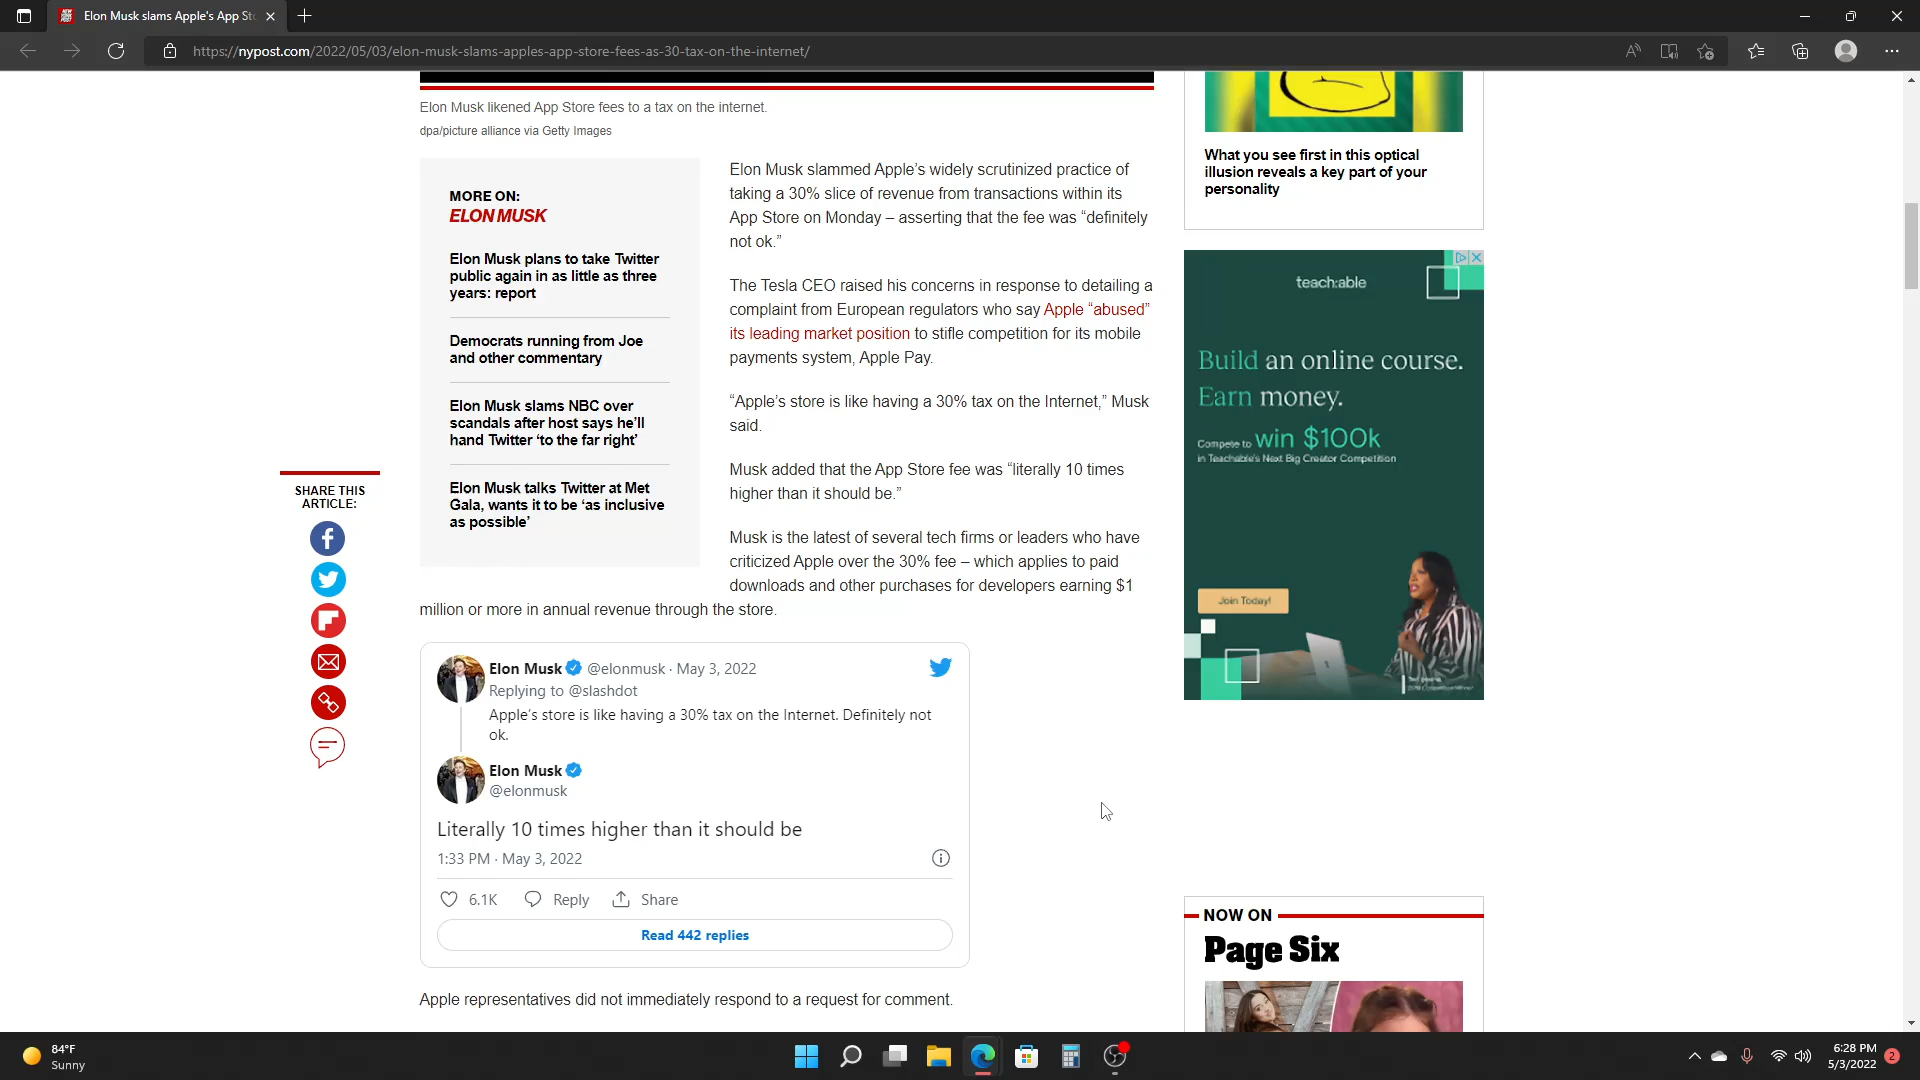 Elon Musk slams Apple's App Sto
https://nypost.com/2022/05/03/elon-musk-slams-apples-app-store-fees-as-30-tax-on-the-internet/
Elon Musk likened App Store fees to a tax on the internet.
dpa/picture alliance via Getty Images
MORE ON:
ELON MUSK
Elon Musk plans to take Twitter
public again in as little as three
years: report
Democrats running from Joe
and other commentary
Elon Musk slams NBC over
scandals after host says he’ll
hand Twitter ‘to the far right’
Elon Musk talks Twitter at Met
Gala, wants it to be ‘as inclusive
as possible’
SHARE THIS
ARTICLE:
Elon Musk slammed Apple’s widely scrutinized practice of
taking a 30% slice of revenue from transactions within its
App Store on Monday – asserting that the fee was “definitely
not ok.”
The Tesla CEO raised his concerns in response to detailing a
complaint from European regulators who say Apple “abused”
its leading market position to stifle competition for its mobile
payments system, Apple Pay.
“Apple’s store is like having a 30% tax on the Internet,” Musk
said.
Musk added that the App Store fee was “literally 10 times
higher than it should be.”
Musk is the latest of several tech firms or leaders who have
criticized Apple over the 30% fee – which applies to paid
downloads and other purchases for developers earning $1
million or more in annual revenue through the store.
Elon Musk @elonmusk · May 3, 2022
Replying to @slashdot
Apple’s store is like having a 30% tax on the Internet. Definitely not
ok.
Elon Musk
@elonmusk
Literally 10 times higher than it should be
1:33 PM · May 3, 2022
6.1K Reply Share
Read 442 replies
Apple representatives did not immediately respond to a request for comment.
What you see first in this optical
illusion reveals a key part of your
personality
teach:able
Build an online course.
Earn money.
Compete to win $100k
in Teachable's Next Big Creator Competition
Join Today!
NOW ON
Page Six
84°F
Sunny
6:28 PM
5/3/2022
2